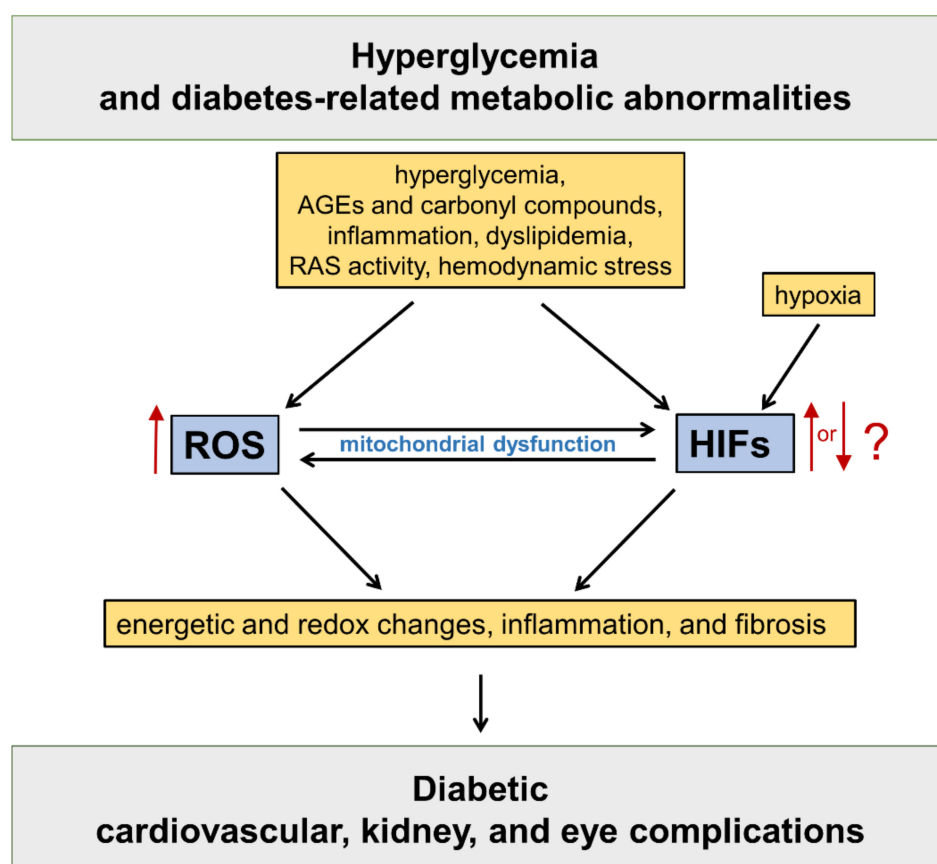 Hyperglycemia
and diabetes-related metabolic abnormalities
hyperglycemia,
AGEs and carbonyl compounds,
inflammation, dyslipidemia,
RAS activity, hemodynamic stress
hypoxia
ROS
mitochondrial dysfunction
HIFs
or
?
energetic and redox changes, inflammation, and fibrosis
Diabetic
cardiovascular, kidney, and eye complications